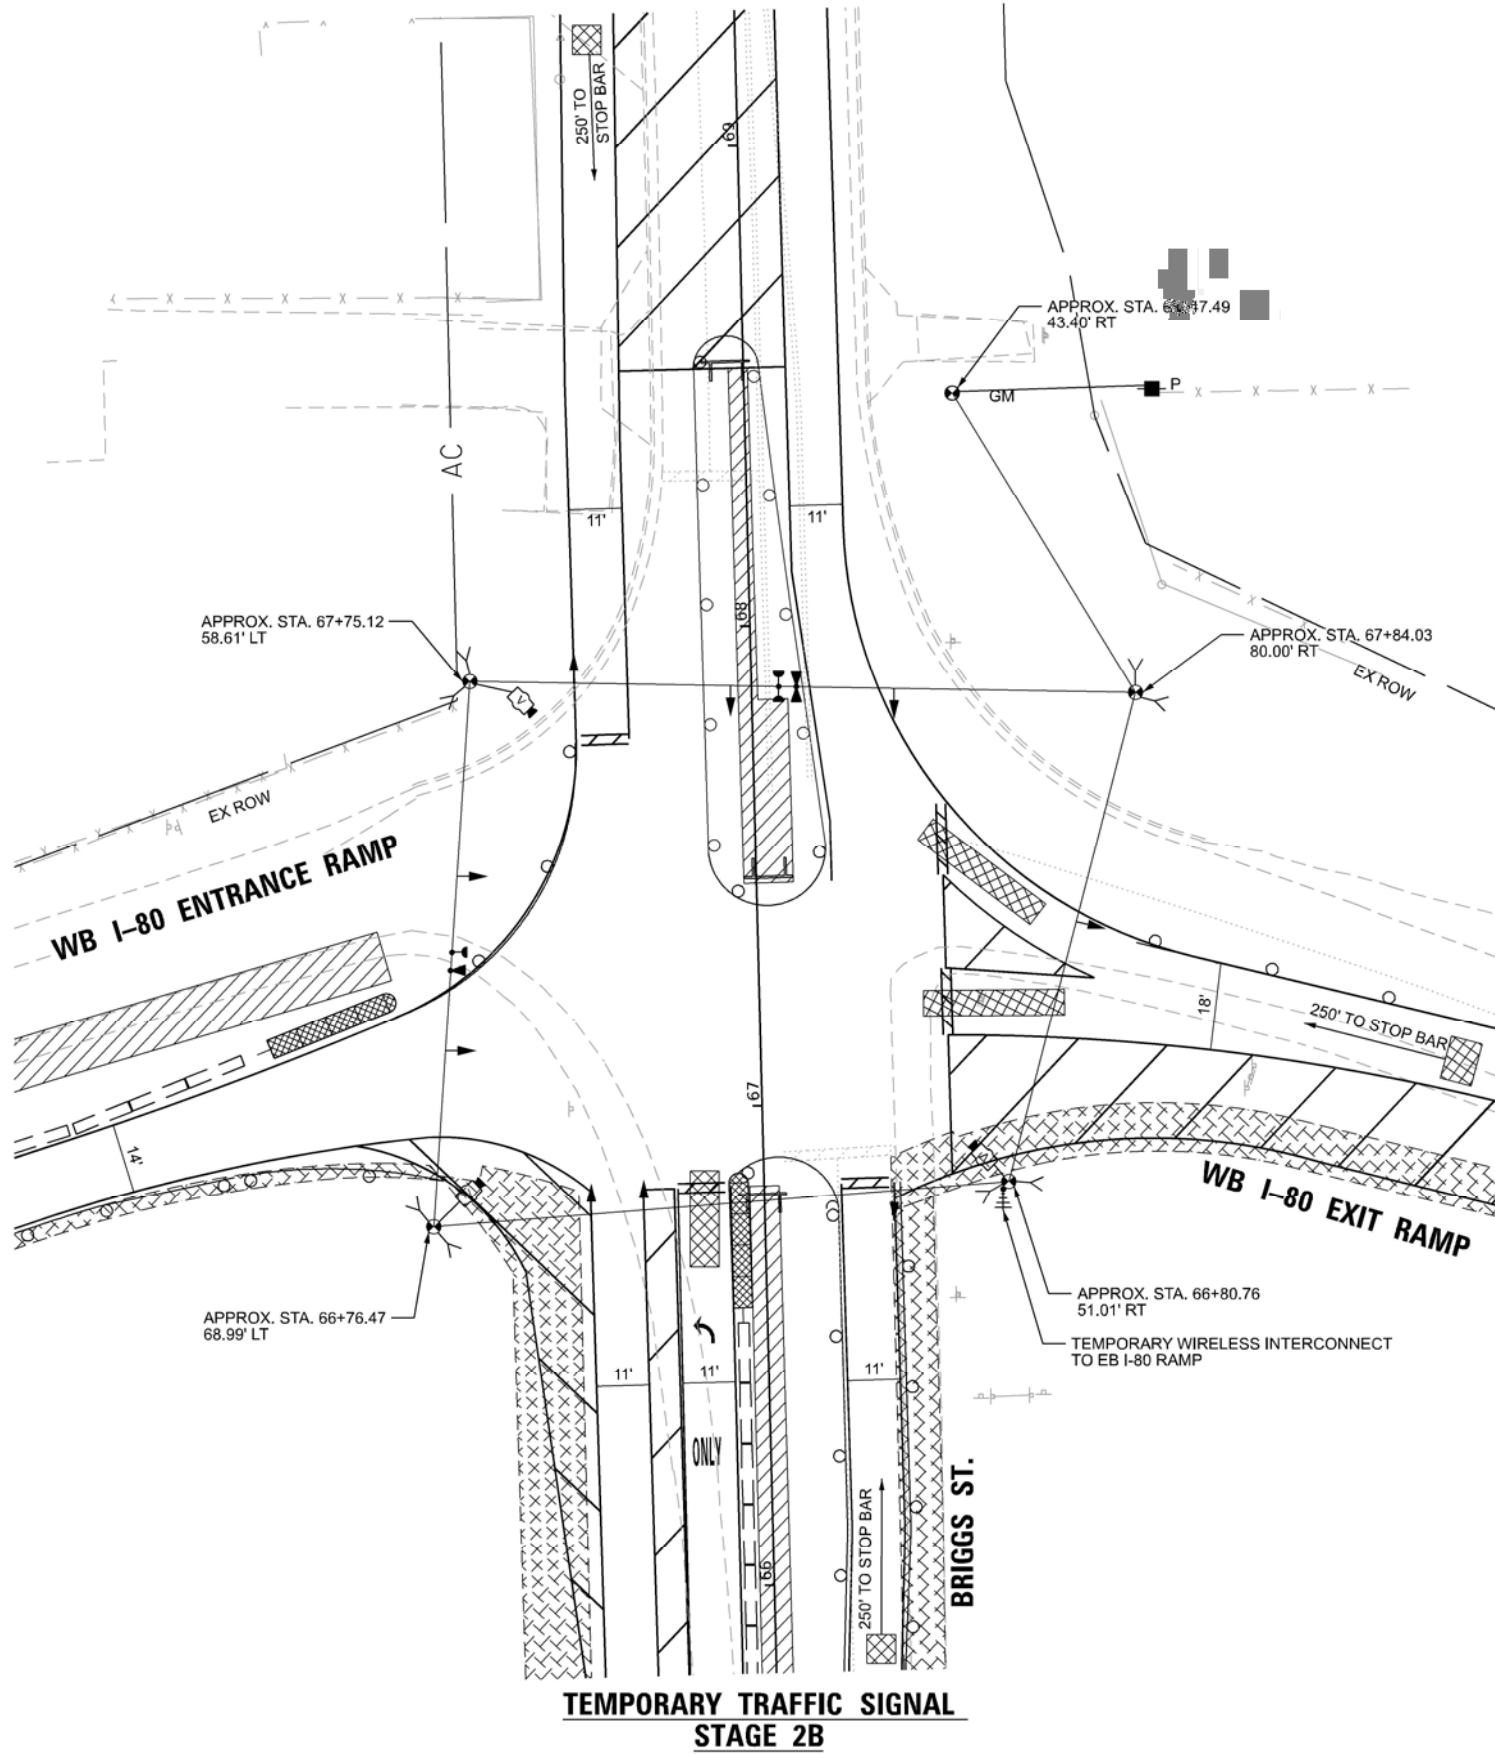 250' TO
STOP BAR
69
APPROX. STA.
43.40' RT
GM
P
AC
11'
11'
68
APPROX. STA. 67+75.12
58.61' LT
APPROX. STA. 67+84.03
80.00' RT
EX ROW
EX ROW
WB I-80 ENTRANCE RAMP
18'
250' TO STOP BAR
67
14'
WB I-80 EXIT RAMP
APPROX. STA. 66+76.47
68.99' LT
APPROX. STA. 66+80.76
51.01' RT
TEMPORARY WIRELESS INTERCONNECT
TO EB I-80 RAMP
11'
11'
11'
ONLY
250' TO STOP BAR
BRIGGS ST.
66
TEMPORARY TRAFFIC SIGNAL
STAGE 2B